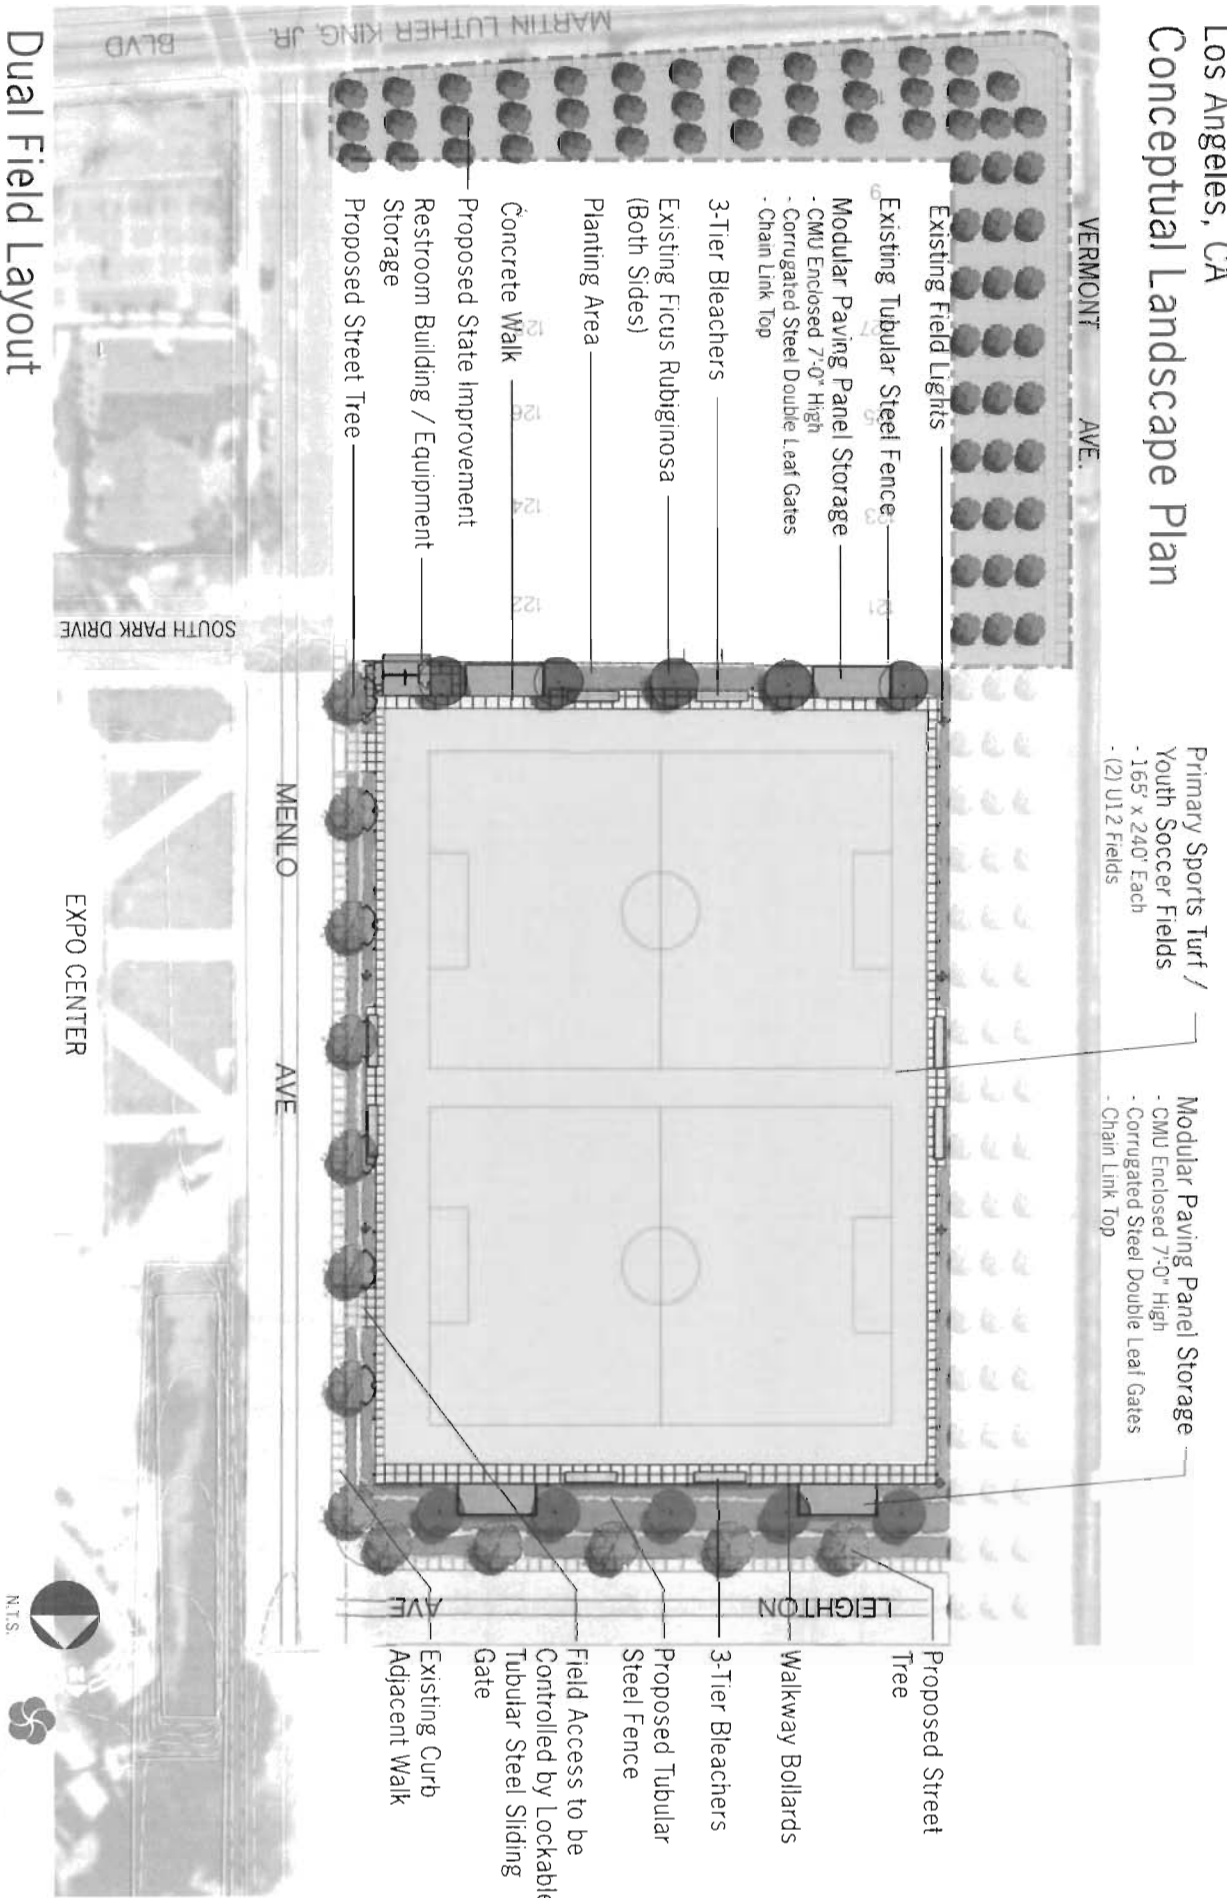 Los Angeles, CA
Conceptual Landscape Plan
VERMONT AVE.
Primary Sports Turf /
Youth Soccer Fields
- 165' x 240' Each
- (2) U12 Fields
Modular Paving Panel Storage
- CMU Enclosed 7'-0" High
- Corrugated Steel Double Leaf Gates
- Chain Link Top
Existing Field Lights
Existing Tubular Steel Fence
Modular Paving Panel Storage
- CMU Enclosed 7'-0" High
- Corrugated Steel Double Leaf Gates
- Chain Link Top
3-Tier Bleachers
Existing Ficus Rubiginosa
(Both Sides)
Planting Area
Concrete Walk
Proposed State Improvement
Restroom Building / Equipment
Storage
Proposed Street Tree
121
123
122
124
126
Proposed Street
Tree
Walkway Bollards
3-Tier Bleachers
Proposed Tubular
Steel Fence
Field Access to be
Controlled by Lockable
Tubular Steel Sliding
Gate
Existing Curb
Adjacent Walk
LEIGHTON AVE
MARTIN LUTHER KING, JR. BLVD
MENLO AVE
SOUTH PARK DRIVE
EXPO CENTER
N.T.S.
Dual Field Layout